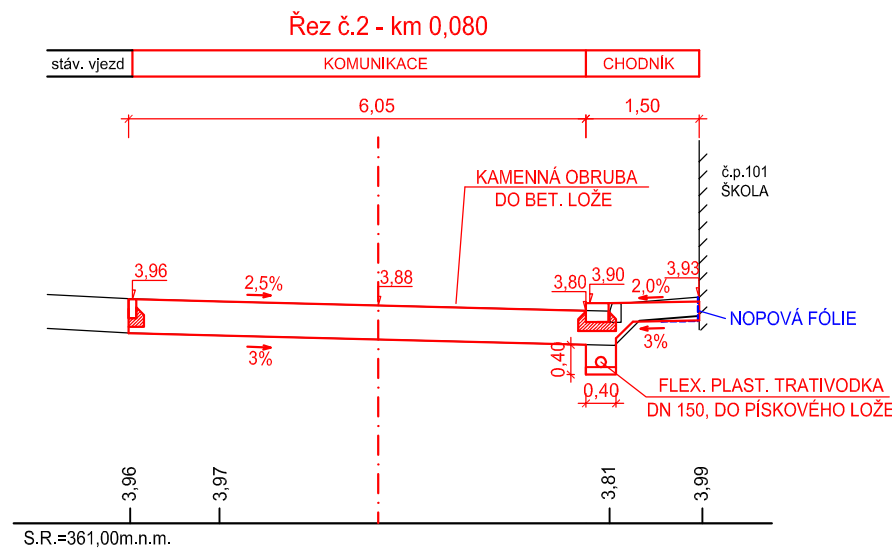 Řez č.2 - km 0,080
stáv. vjezd
KOMUNIKACE
CHODNÍK
6,05
1,50
KAMENNÁ OBRUBA
DO BET. LOŽE
č.p.101
ŠKOLA
3,96
2,5%
3,88
3,80
3,90
2,0%
3,93
NOPOVÁ FÓLIE
3%
3%
0,40
0,40
FLEX. PLAST. TRATIVODKA
DN 150, DO PÍSKOVÉHO LOŽE
3,96
3,97
3,81
3,99
S.R.=361,00m.n.m.